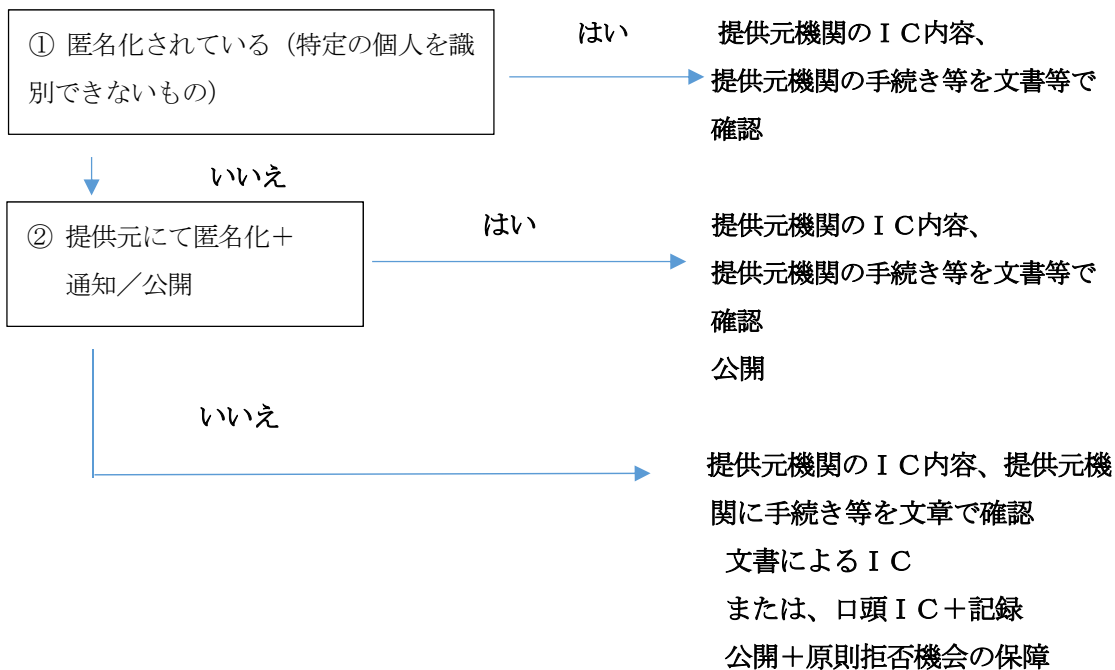 ① 匿名化されている（特定の個人を識
別できないもの）
はい
提供元機関のＩＣ内容、
提供元機関の手続き等を文書等で
確認
いいえ
② 提供元にて匿名化＋
通知／公開
はい
提供元機関のＩＣ内容、
提供元機関の手続き等を文書等で
確認
公開
いいえ
提供元機関のＩＣ内容、提供元機
関に手続き等を文章で確認
文書によるＩＣ
または、口頭ＩＣ＋記録
公開＋原則拒否機会の保障